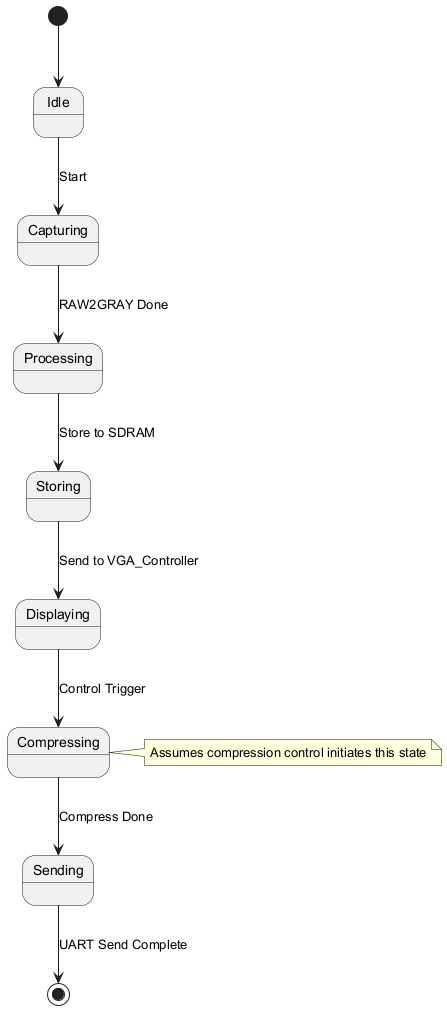 Idle
Start
Capturing
RAW2GRAY Done
Processing
Store to SDRAM
Storing
Send to VGA_Controller
Displaying
Control Trigger
Compressing
Assumes compression control initiates this state
Compress Done
Sending
UART Send Complete